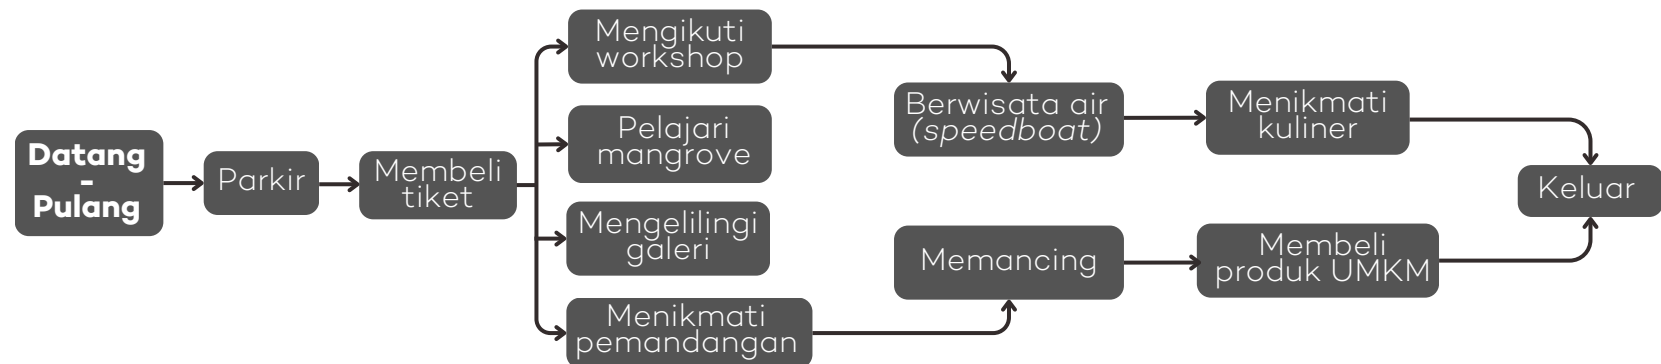 Datang
-
Pulang
Parkir
Membeli
tiket
Mengikuti
workshop
Pelajari
mangrove
Mengelilingi
galeri
Menikmati
pemandangan
Berwisata air
(speedboat)
Menikmati
kuliner
Memancing
Membeli
produk UMKM
Keluar